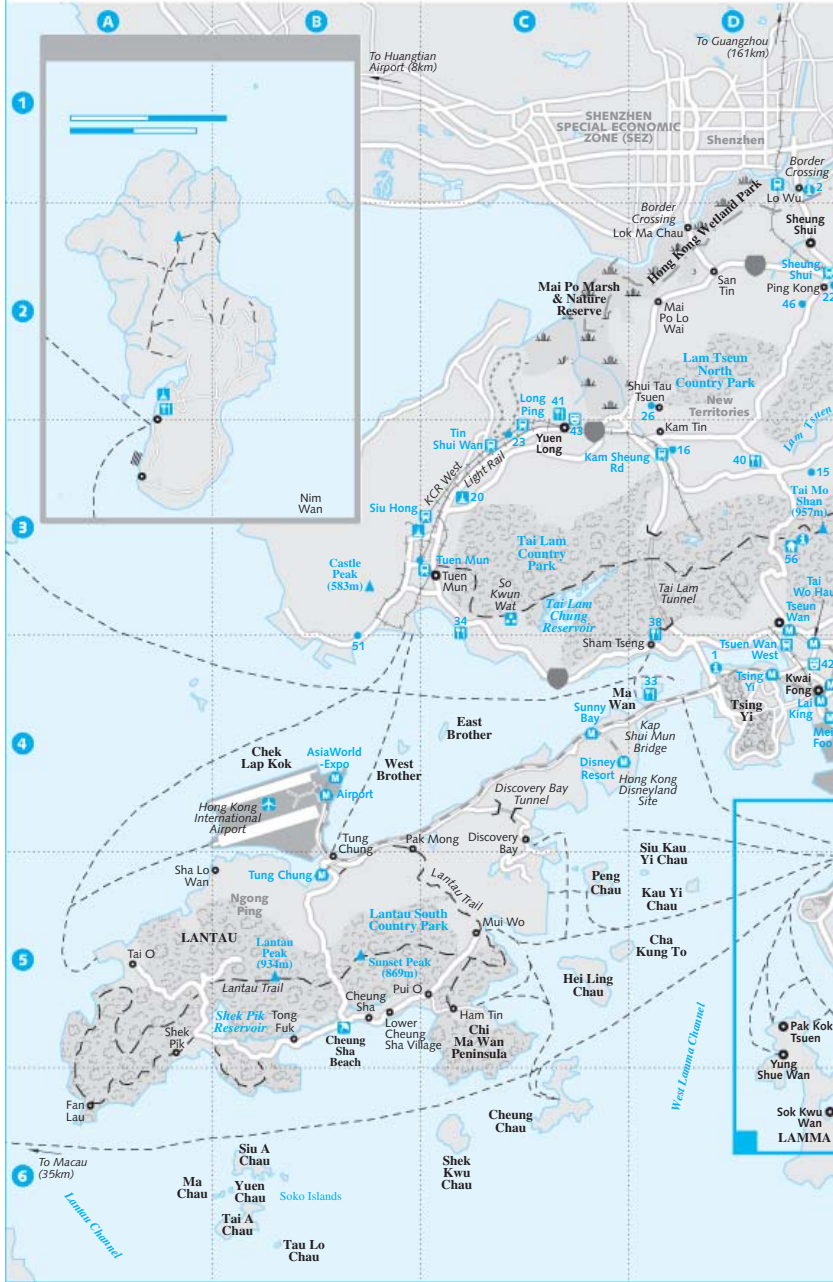 A
B
C
D
1
2
3
4
5
6
To Huangtian
Airport (8km)
To Guangzhou
(161km)
SHENZHEN
SPECIAL ECONOMIC
ZONE (SEZ)
Shenzhen
Border
Crossing
2
Lo Wu
Border
Crossing
Lok Ma Chau
Hong Kong Wetland Park
Sheung
Shui
Sheung
Shui
Ping Kong
22
46
San
Tin
Mai Po Marsh
& Nature
Reserve
Mai
Po Lo
Wai
Lam Tseun
North
Country Park
Shui Tau
Tsuen
26
New
Territories
Lam Tsuen
Long
Ping
41
43
Kam Tin
Tin
Shui Wan
23
Yuen
Long
Kam Sheung
Rd
16
40
15
KCR West
Light Rail
20
Nim
Wan
Siu Hong
Tai Mo
Shan
(957m)
Castle
Peak
(583m)
Tuen Mun
Tuen
Mun
Tai Lam
Country
Park
56
So
Kwun
Wat
Tai Lam
Chung
Reservoir
Tai Lam
Tunnel
Tai
Wo Hau
Tseun
Wan
34
38
51
Sham Tseng
1
Tsuen Wan
West
42
Tsing
Yi
Kwai
Fong
33
Ma
Wan
Tsing
Yi
Lai
King
Sunny
Bay
East
Brother
Kap
Shui Mun
Bridge
Mei
Foo
Chek
Lap Kok
AsiaWorld
-Expo
West
Brother
Disney
Resort
Airport
Hong Kong
International
Airport
Discovery Bay
Tunnel
Hong Kong
Disneyland
Site
Tung
Chung
Pak Mong
Discovery
Bay
Siu Kau
Yi Chau
Sha Lo
Wan
Tung Chung
Peng
Chau
Lantau Trail
Kau Yi
Chau
Ngong
Ping
Lantau South
Country Park
Mui Wo
LANTAU
Cha
Kung To
Tai O
Lantau
Peak
(934m)
Sunset Peak
(869m)
Hei Ling
Chau
Lantau Trail
Pui O
Shek Pik
Reservoir
Tong
Fuk
Cheung
Sha
Ham Tin
Lower
Cheung
Sha Village
Chi
Ma Wan
Peninsula
Shek
Pik
Cheung
Sha
Beach
West Lamma Channel
Pak Kok
Tsuen
Yung
Shue Wan
Fan
Lau
Cheung
Chau
Sok Kwu
Wan
LAMMA
Siu A
Chau
Shek
Kwu
Chau
To Macau
(35km)
Ma
Chau
Yuen
Chau
Soko Islands
Lantau Channel
Tai A
Chau
Tau Lo
Chau